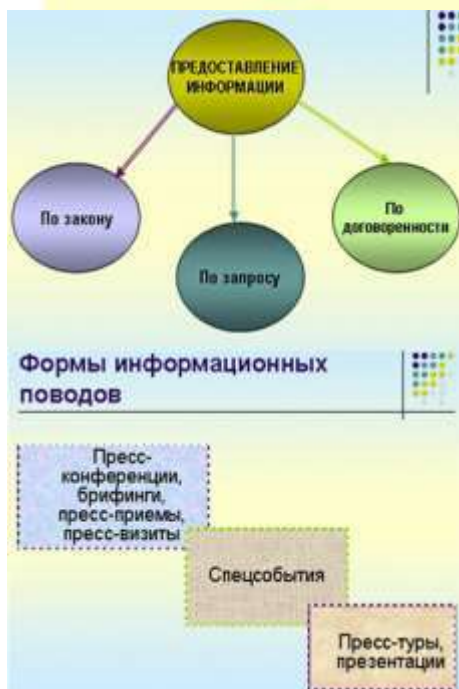 ПРЕДОСТАВЛЕНИЕ
ИНФОРМАЦИИ
По закону
По
договоренности
По запросу
Формы информационных
поводов
Пресс-
конференции,
брифинги,
пресс-приемы,
пресс-визиты
Спецсобытия
Пресс-туры,
презентации